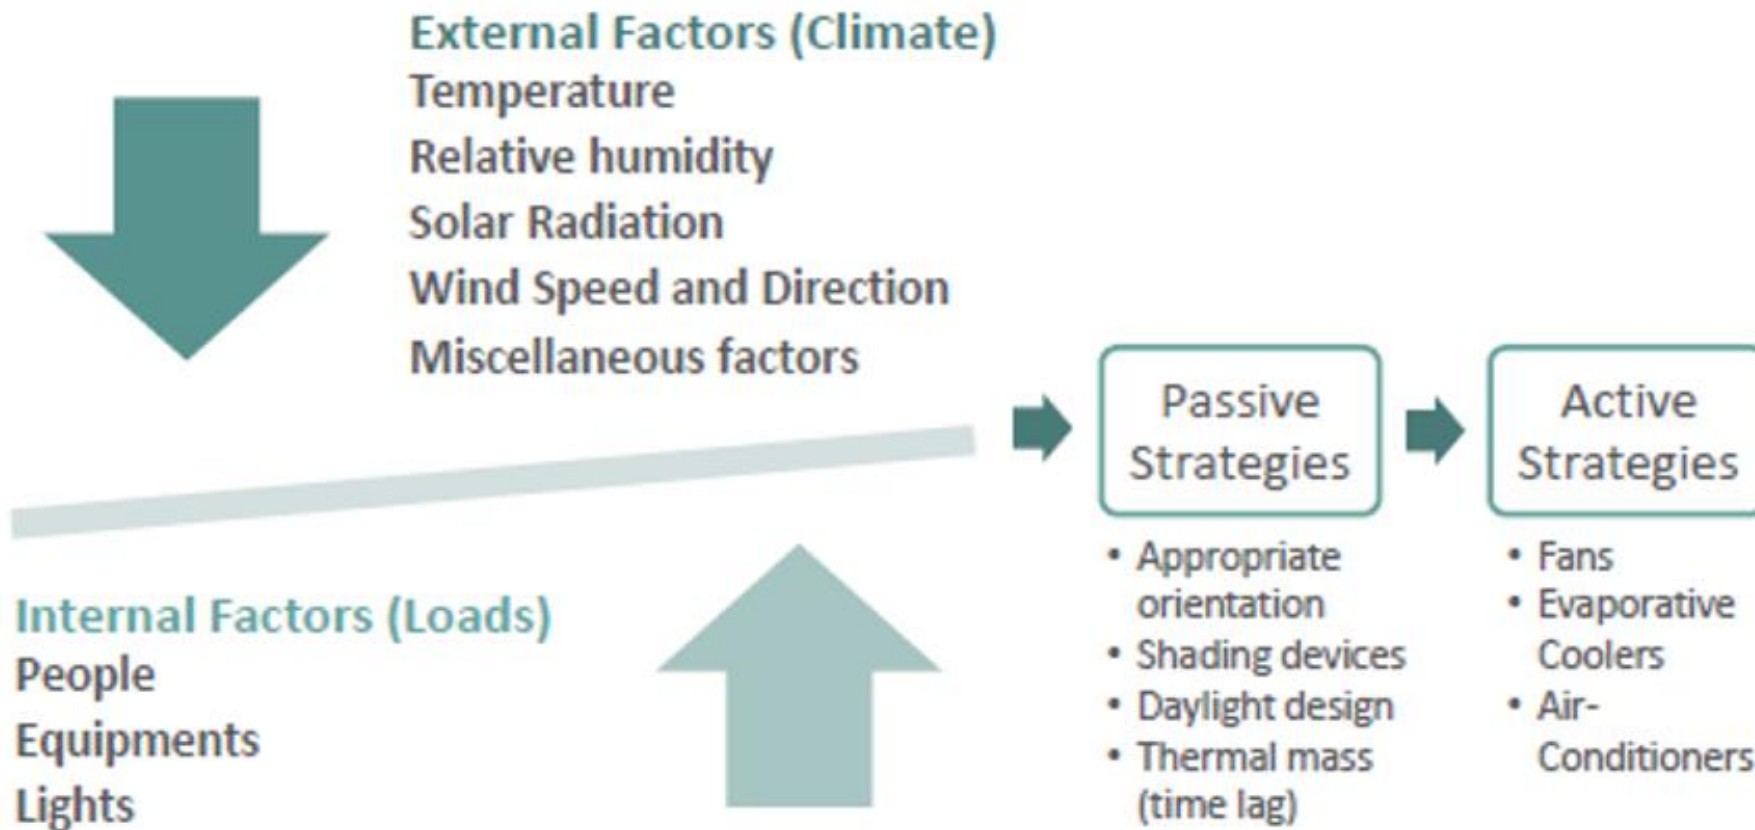 External Factors (Climate)
Temperature
Relative humidity
Solar Radiation
Wind Speed and Direction
Miscellaneous factors
Internal Factors (Loads)
People
Equipments
Lights
Passive
Strategies
• Appropriate
orientation
• Shading devices
• Daylight design
• Thermal mass
(time lag)
Active
Strategies
• Fans
• Evaporative
Coolers
• Air-
Conditioners